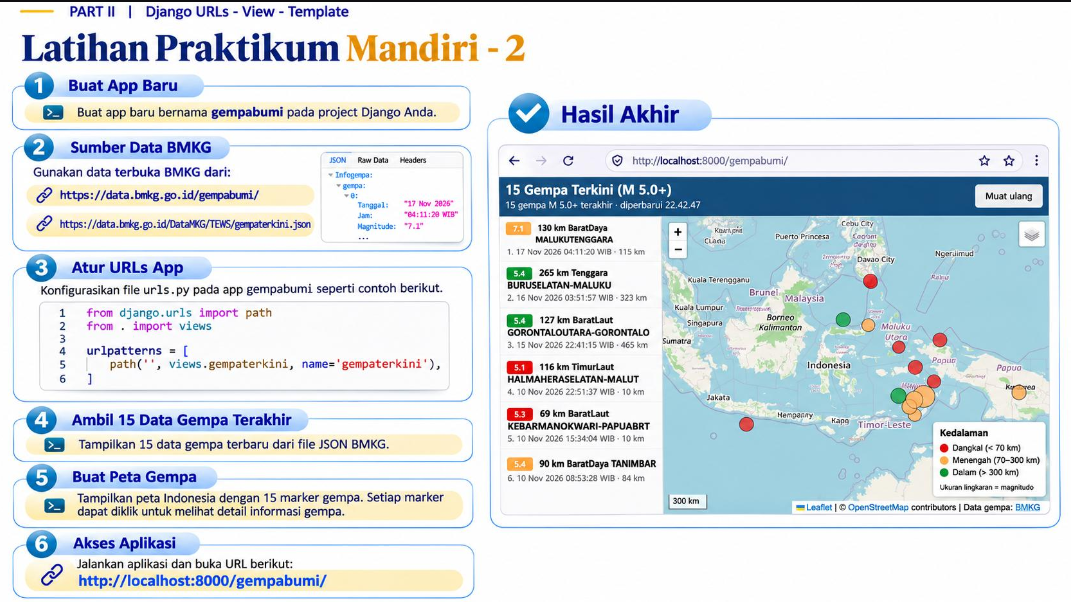 PART II | Django URLs - View - Template
Latihan Praktikum Mandiri - 2
1 Buat App Baru
Buat app baru bernama gempabumi pada project Django Anda.
2 Sumber Data BMKG
Gunakan data terbuka BMKG dari:
https://data.bmkg.go.id/gempabumi/
https://data.bmkg.go.id/DataMKG/TEWS/gempaterkini.json
JSON Raw Data Headers
Infogempa:
gempa:
0:
Tanggal: "17 Nov 2026"
Jam: "04:11:20 WIB"
Magnitude: "7.1"
...
3 Atur URLs App
Konfigurasikan file urls.py pada app gempabumi seperti contoh berikut.
1 from django.urls import path
2 from . import views
3
4 urlpatterns = [
5 path('', views.gempaterkini, name='gempaterkini'),
6 ]
4 Ambil 15 Data Gempa Terakhir
Tampilkan 15 data gempa terbaru dari file JSON BMKG.
5 Buat Peta Gempa
Tampilkan peta Indonesia dengan 15 marker gempa. Setiap marker
dapat diklik untuk melihat detail informasi gempa.
6 Akses Aplikasi
Jalankan aplikasi dan buka URL berikut:
http://localhost:8000/gempabumi/
Hasil Akhir
http://localhost:8000/gempabumi/
15 Gempa Terkini (M 5.0+)
15 gempa M 5.0+ terakhir · diperbarui 22.42.47
Muat ulang
7.1 130 km BaratDaya
MALUKUTENGGARA
1. 17 Nov 2026 04:11:20 WIB · 115 km
5.4 265 km Tenggara
BURUSELATAN-MALUKU
2. 16 Nov 2026 03:51:57 WIB · 323 km
5.4 127 km BaratLaut
GORONTALOUTARA-GORONTALO
3. 15 Nov 2026 22:41:15 WIB · 465 km
5.1 116 km TimurLaut
HALMAHERASELATAN-MALUT
4. 10 Nov 2026 22:51:37 WIB · 10 km
5.3 69 km BaratLaut
KEBARMANOKWARI-PAPUABRT
5. 10 Nov 2026 15:34:04 WIB · 10 km
5.4 90 km BaratDaya TANIMBAR
6. 10 Nov 2026 08:53:28 WIB · 84 km
+
−
Cebu City
Puerto Princesa
Davao City
Ngerulmud
Kuala Terengganu
Brunei
Malaysia
Kuala Lumpur
Singapura
Borneo
Kalimantan
Sumatra
Maluku
Utara
Papua
Papua
Indonesia
Jakarta
Timor-Leste
Kedalaman
Dangkal (< 70 km)
Menengah (70–300 km)
Dalam (> 300 km)
Ukuran lingkaran = magnitudo
300 km
Leaflet | © OpenStreetMap contributors | Data gempa: BMKG